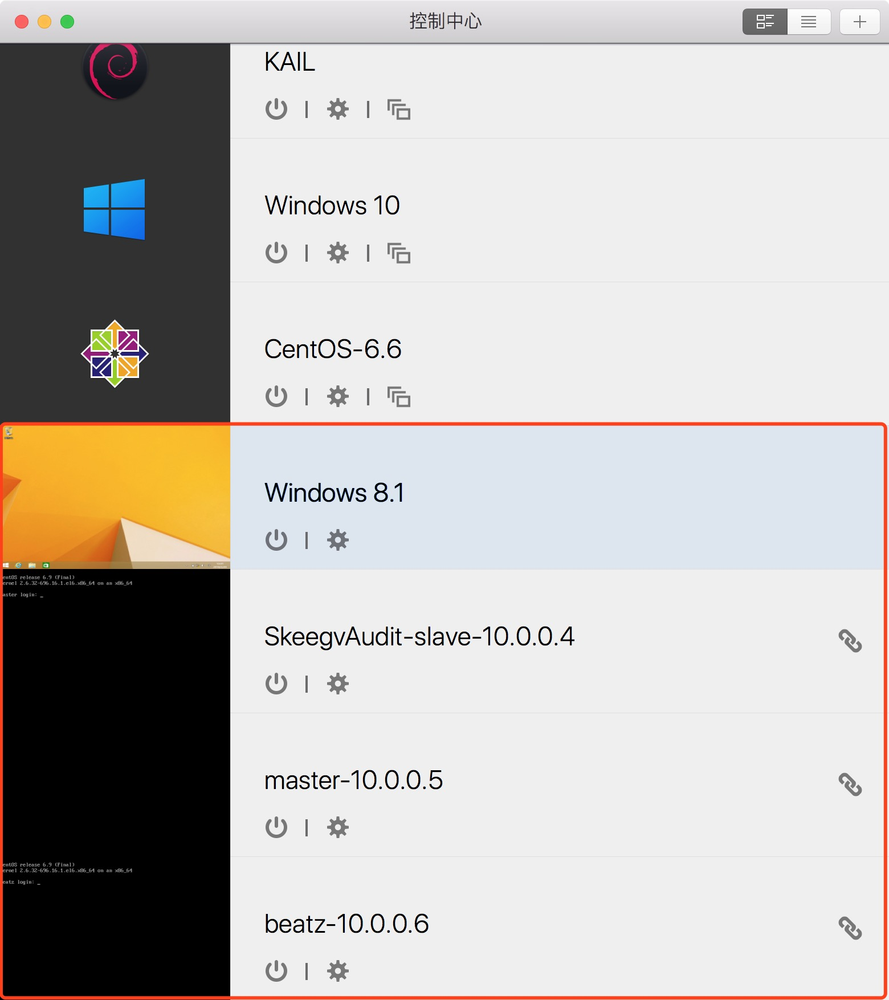 控制中心
KAIL
Windows 10
CentOS-6.6
Windows 8.1
entOS release 6.9 (Final)
ernel 2.6.32-696.16.1.el6.x86_64 on an x86_64
aster login: _
SkeegvAudit-slave-10.0.0.4
master-10.0.0.5
entOS release 6.9 (Final)
ernel 2.6.32-696.16.1.el6.x86_64 on an x86_64
eatz login: _
beatz-10.0.0.6